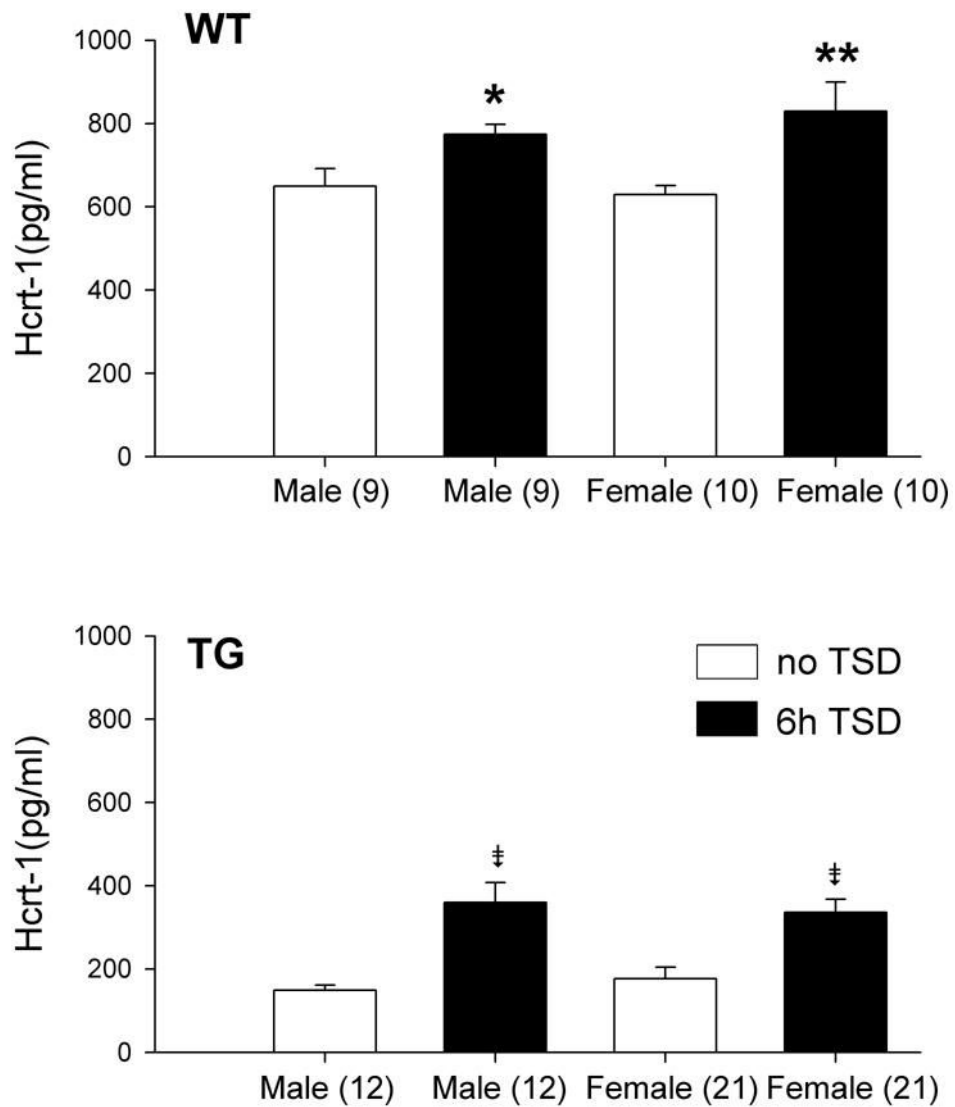 WT
1000
800
600
400
200
0
Hcrt-1(pg/ml)
*
**
Male (9) Male (9) Female (10) Female (10)
TG
1000
800
600
400
200
0
Hcrt-1(pg/ml)
no TSD
6h TSD
‡
‡
Male (12) Male (12) Female (21) Female (21)